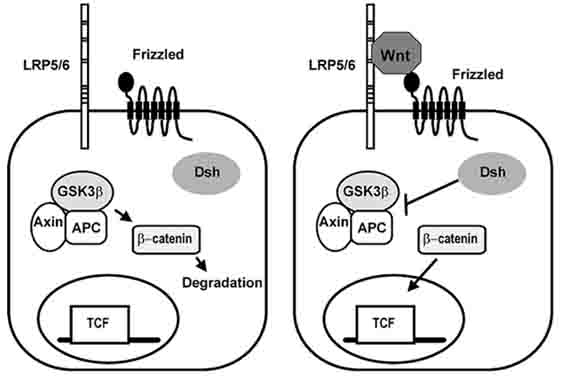 LRP5/6
Frizzled
Dsh
GSK3β
Axin
APC
β–catenin
Degradation
TCF
Wnt
LRP5/6
Frizzled
Dsh
GSK3β
Axin
APC
β–catenin
TCF